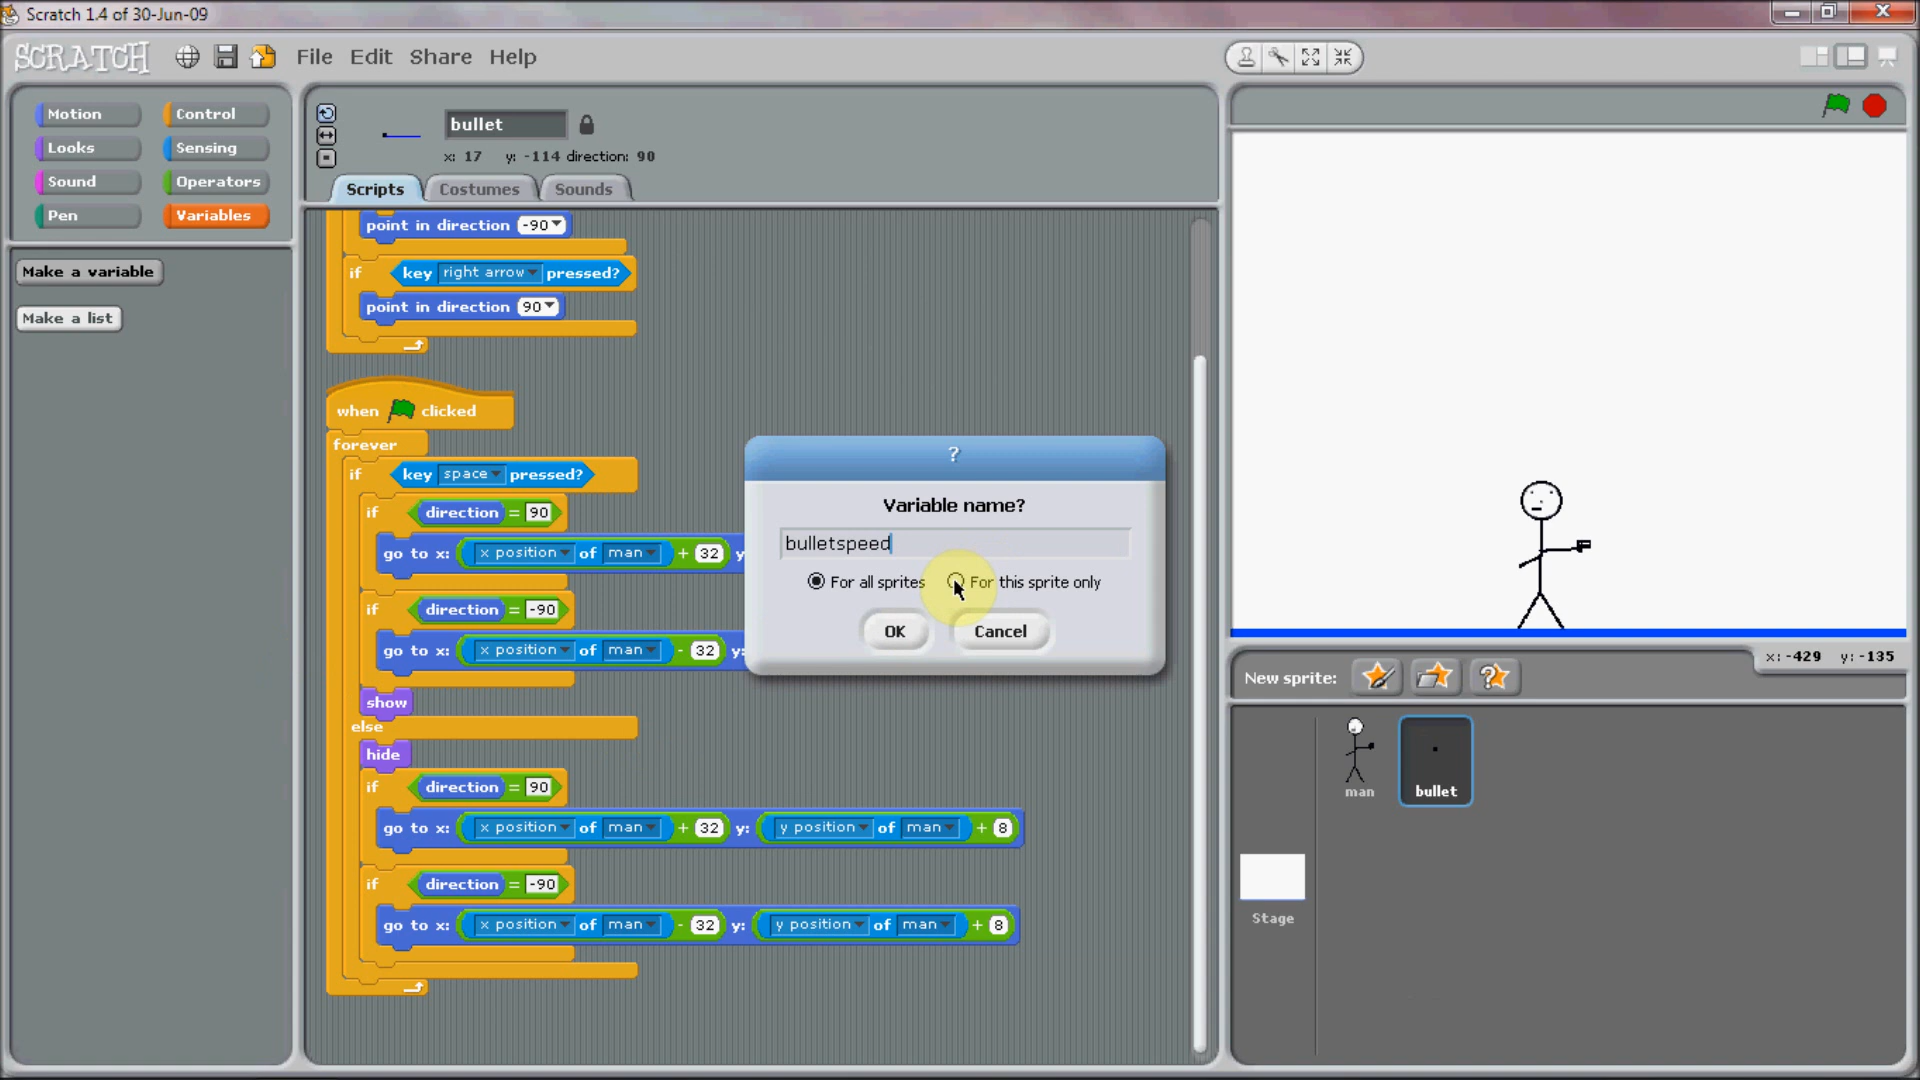 Scratch 1.4 of 30-Jun-09
SCRATCH File Edit Share Help
Motion Control
Looks Sensing
Sound Operators
Pen Variables
Make a variable
Make a list
bullet
x: 17 y: -114 direction: 90
Scripts Costumes Sounds
point in direction -90
if key right arrow pressed?
point in direction 90
when clicked
forever
if key space pressed?
if direction = 90
go to x: x position of man + 32 y
if direction = -90
go to x: x position of man - 32 y:
show
else
hide
if direction = 90
go to x: x position of man + 32 y: y position of man + 8
if direction = -90
go to x: x position of man - 32 y: y position of man + 8
?
Variable name?
bulletspeed
For all sprites For this sprite only
OK Cancel
x: -429 y: -135
New sprite:
man
bullet
Stage